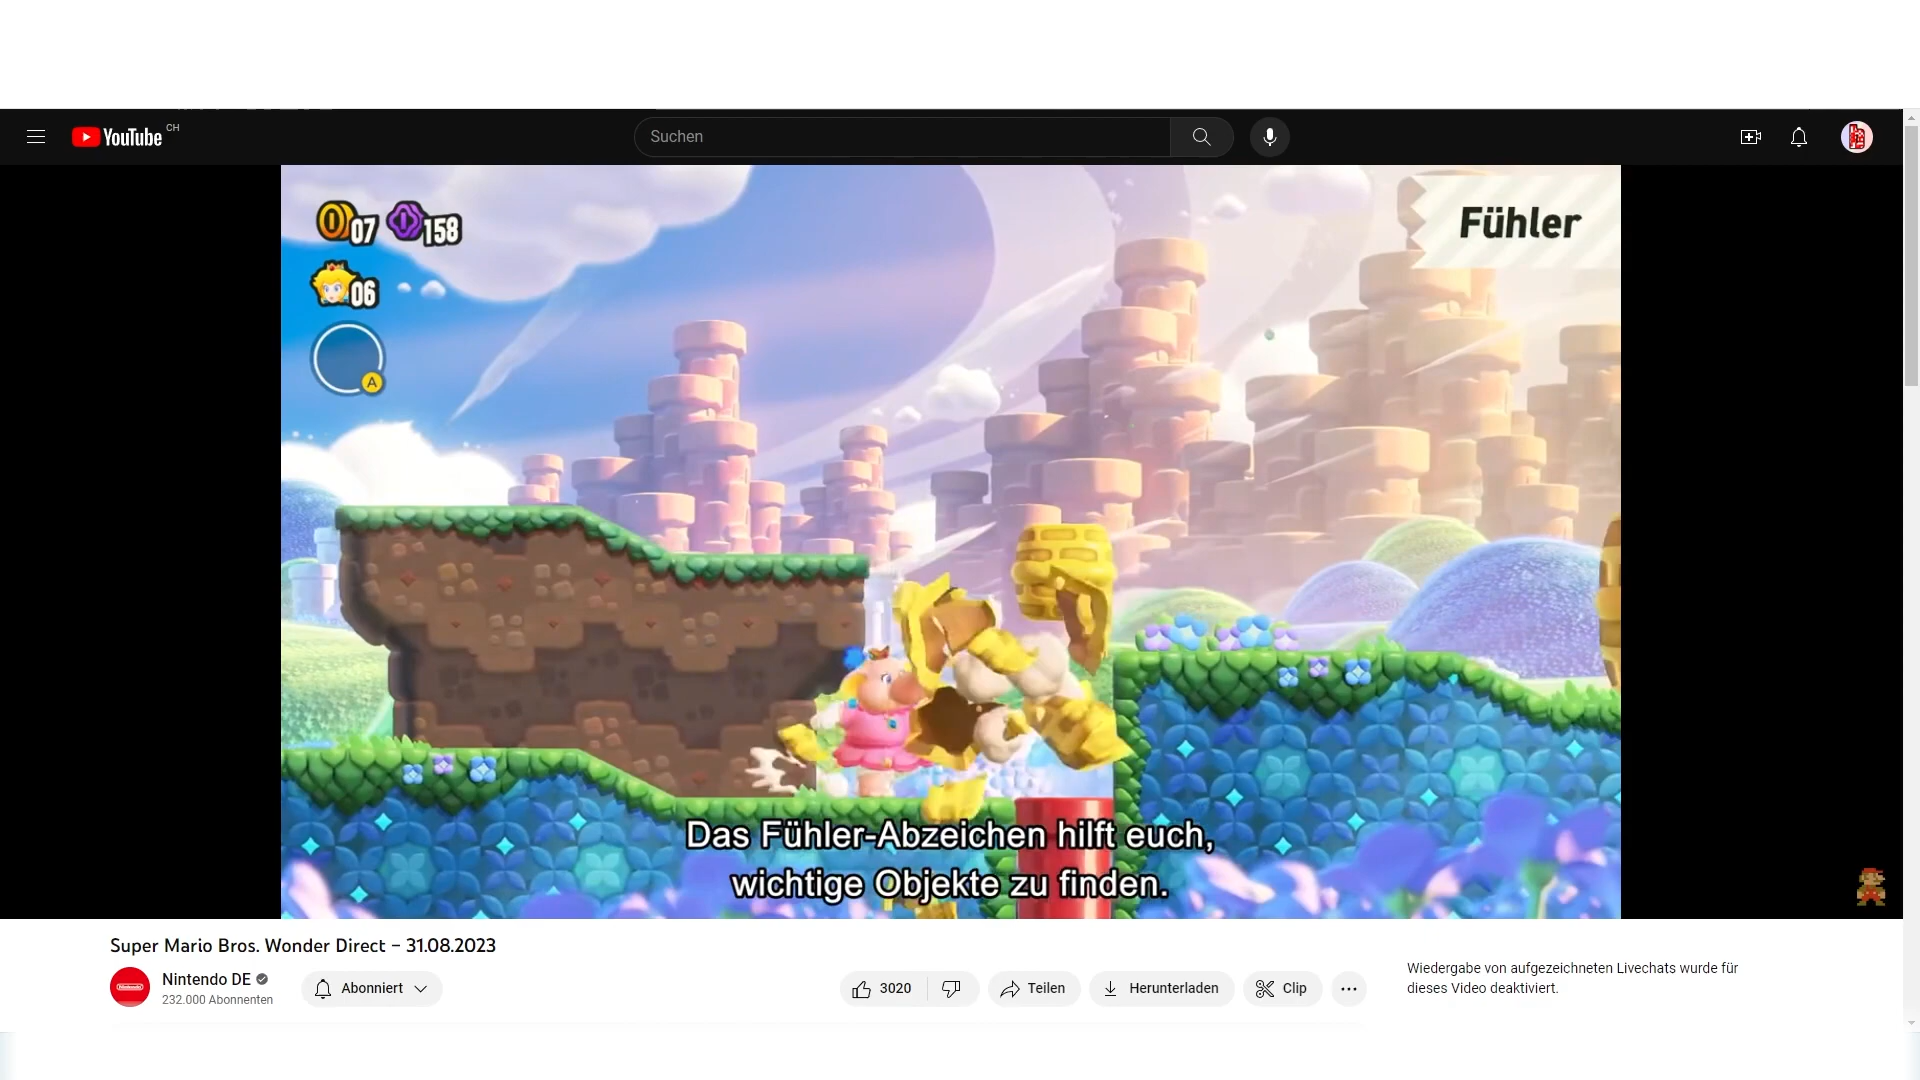 YouTube CH
Suchen
07 158
06
A
Fühler
Das Fühler-Abzeichen hilft euch,
wichtige Objekte zu finden.
Super Mario Bros. Wonder Direct – 31.08.2023
Nintendo DE
232.000 Abonnenten
Abonniert
3020
Teilen
Herunterladen
Clip
Wiedergabe von aufgezeichneten Livechats wurde für
dieses Video deaktiviert.